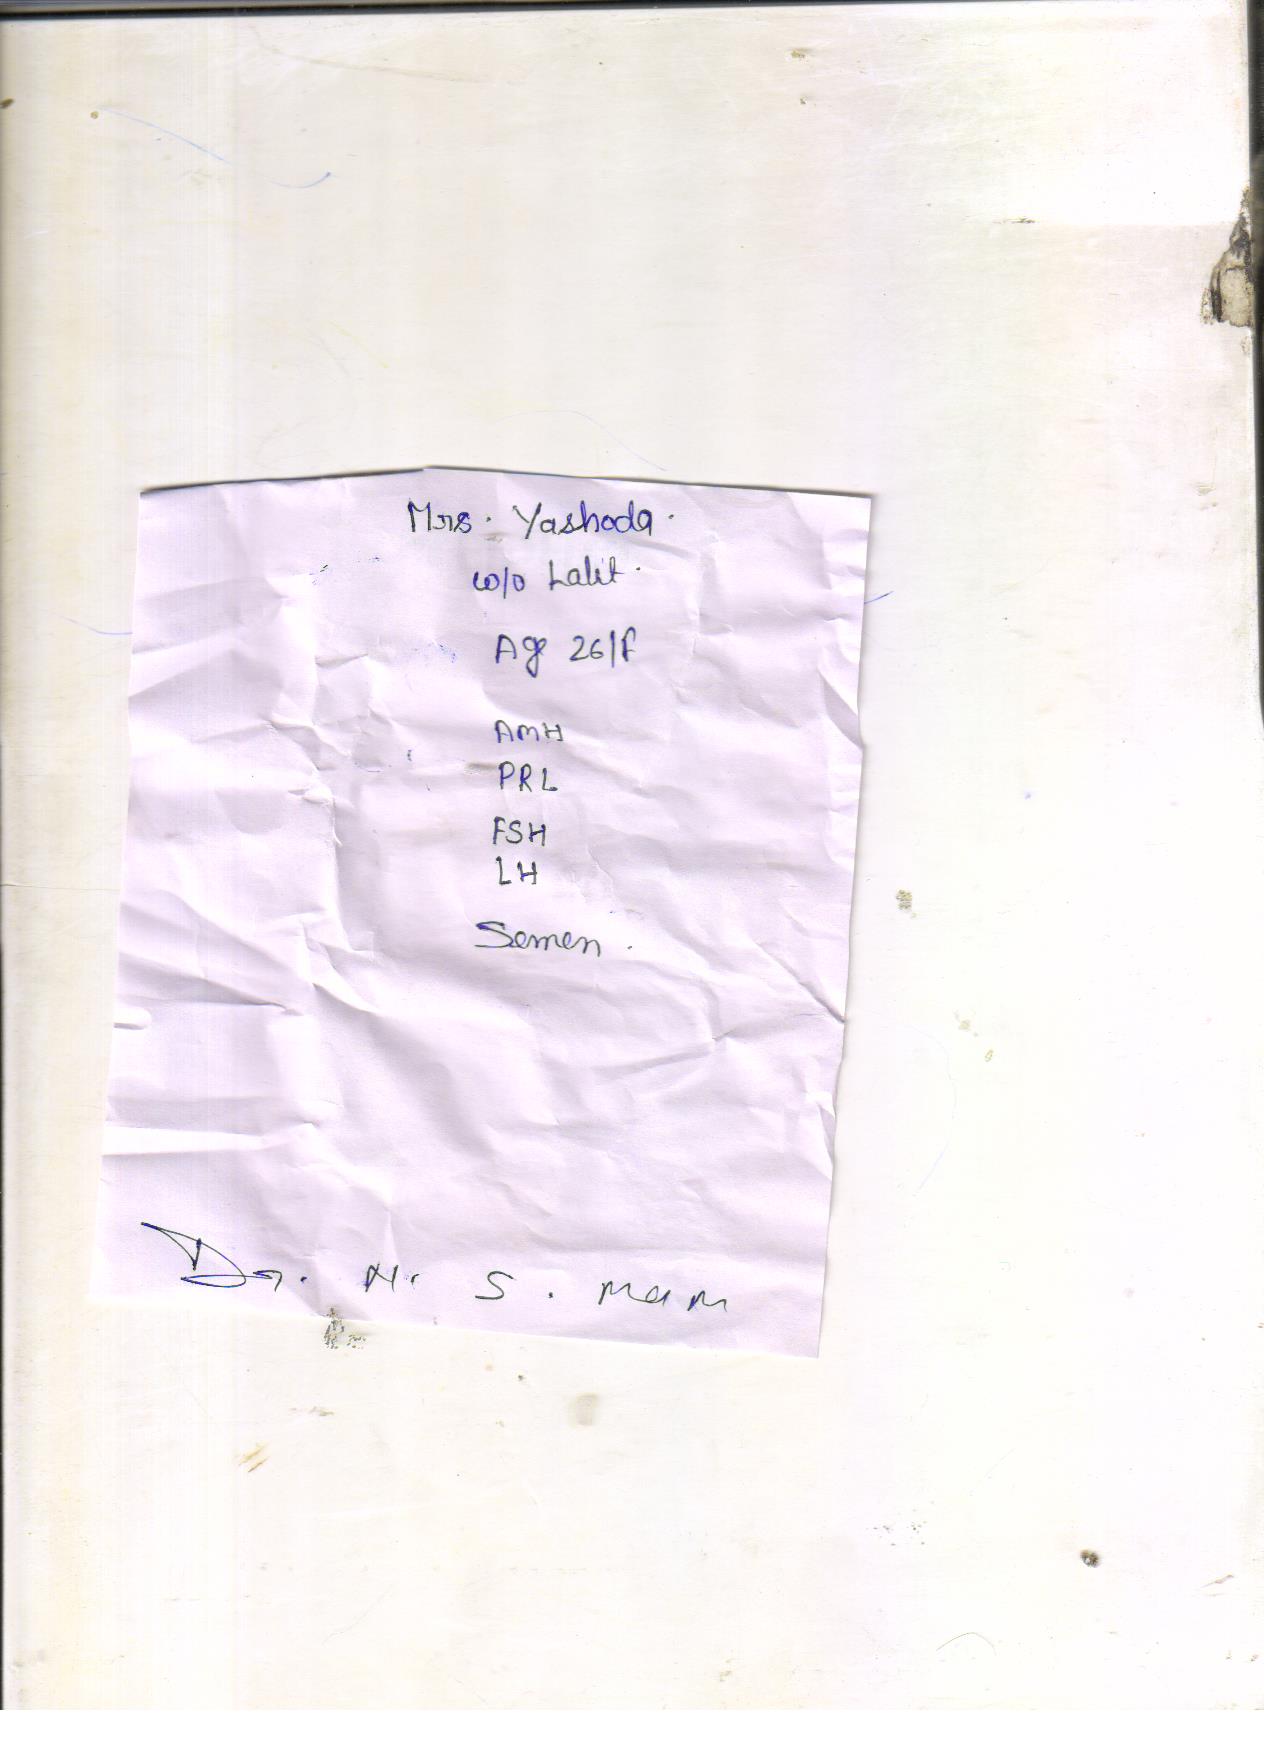 Mrs. Yashoda.
w/o Lalit.
Age 26/F
AMH
PRL
FSH
LH
Semen.
Dr. N. S. mam